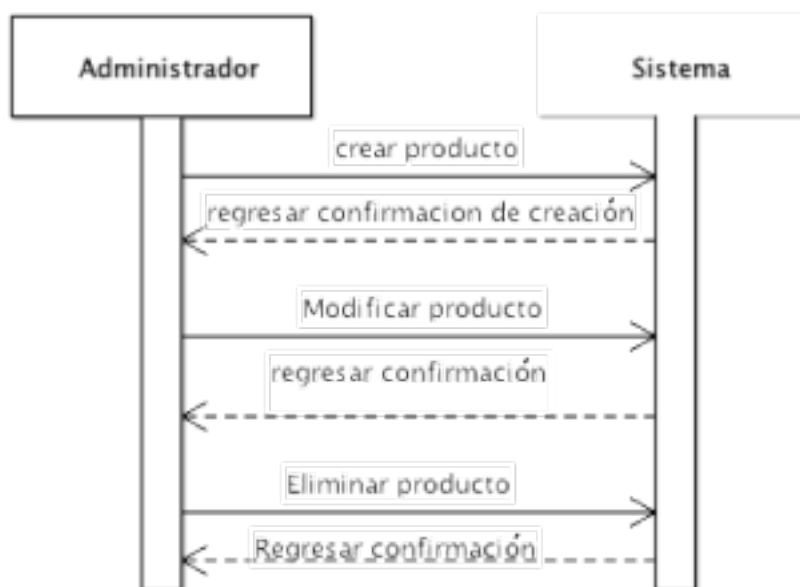 Administrador
Sistema
crear producto
regresar confirmacion de creación
Modificar producto
regresar confirmación
Eliminar producto
Regresar confirmación